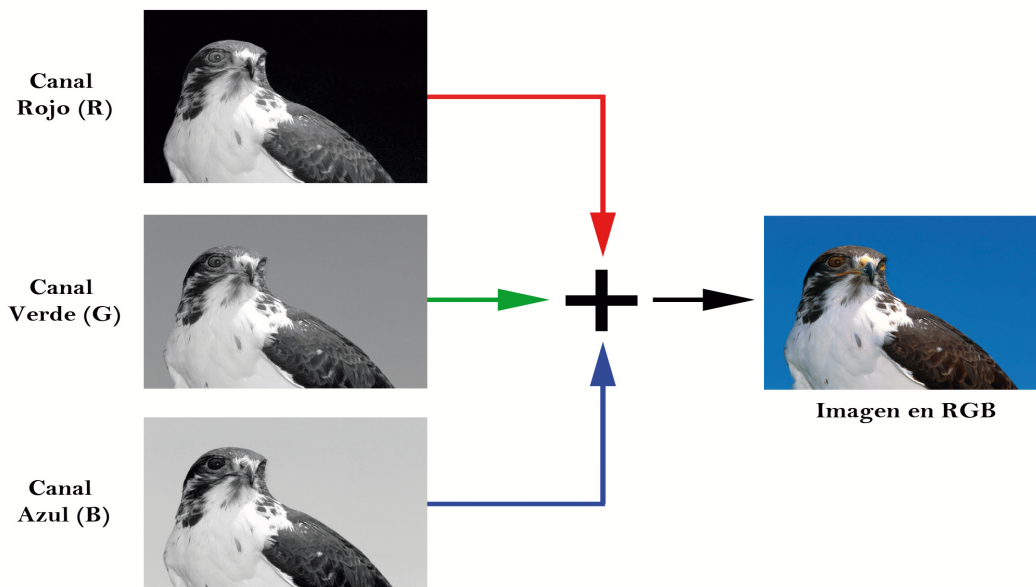 Canal
Rojo (R)
Canal
Verde (G)
Imagen en RGB
Canal
Azul (B)